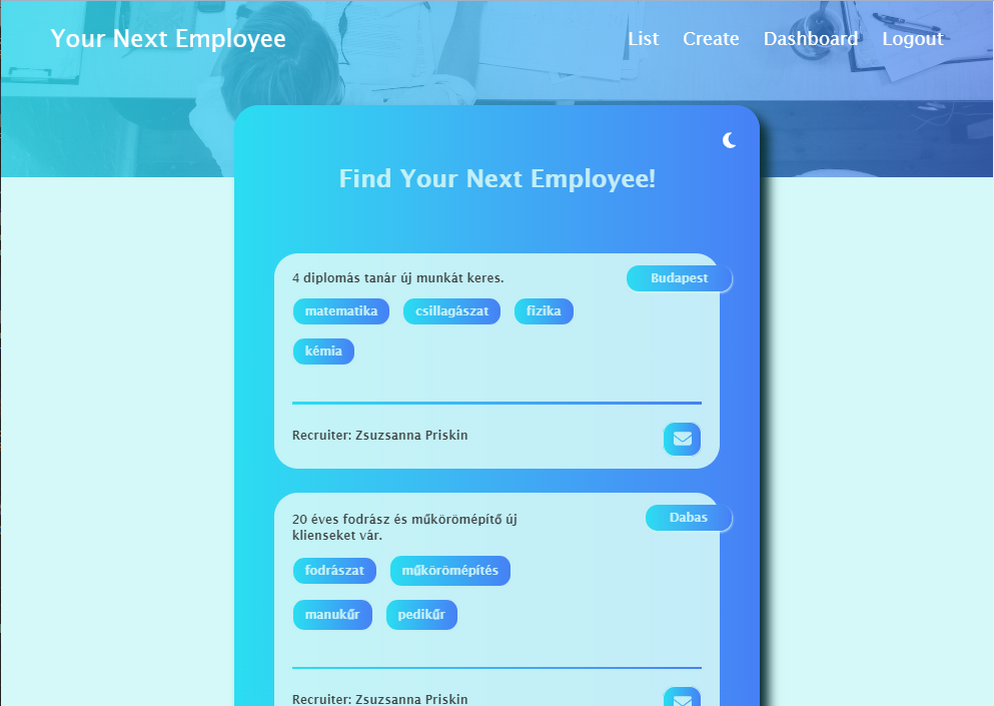 Your Next Employee
List Create Dashboard Logout
Find Your Next Employee!
4 diplomás tanár új munkát keres.
Budapest
matematika csillagászat fizika
kémia
Recruiter: Zsuzsanna Priskin
20 éves fodrász és műkörömépítő új
klienseket vár.
Dabas
fodrászat műkörömépítés
manukűr pedikűr
Recruiter: Zsuzsanna Priskin